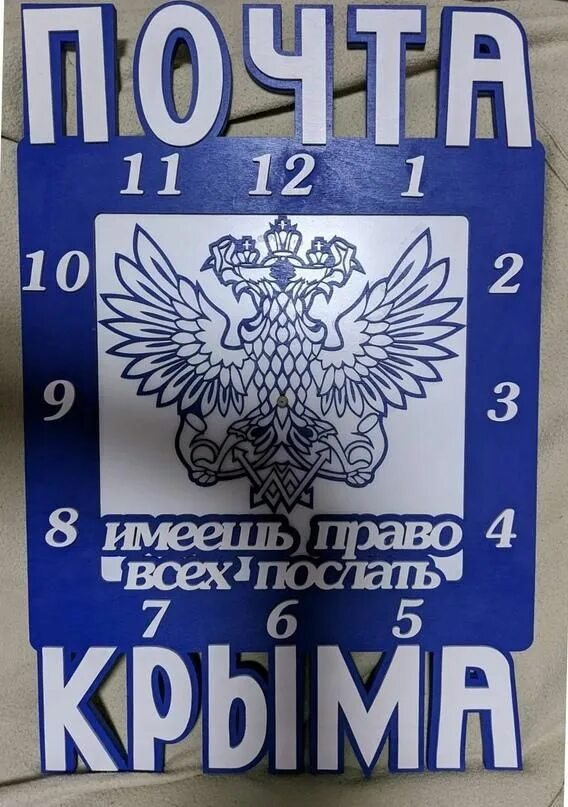 ПОЧТА
11 12 1
10 2
9 3
8 4
имеешь право
всех послать
7 6 5
КРЫМА